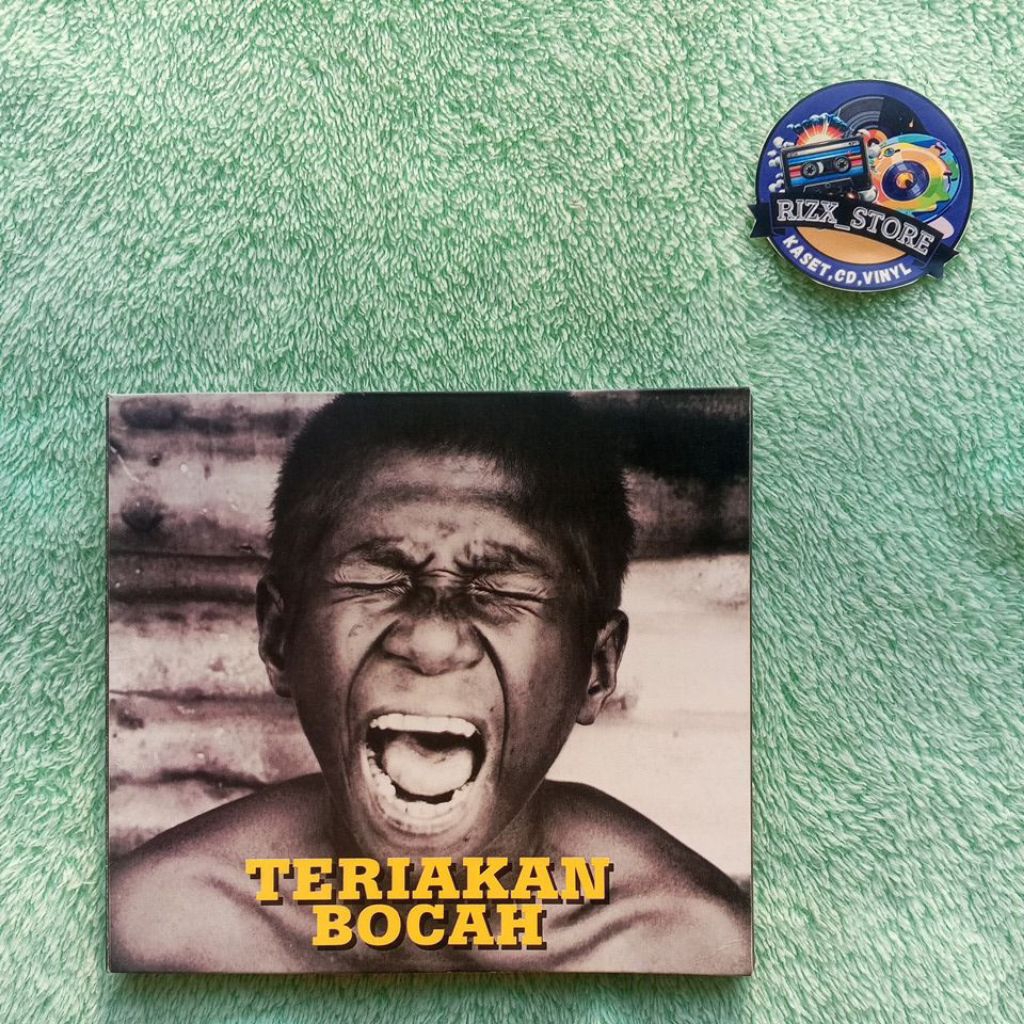 RIZX_STORE
KASET,CD,VINYL
TERIAKAN
BOCAH